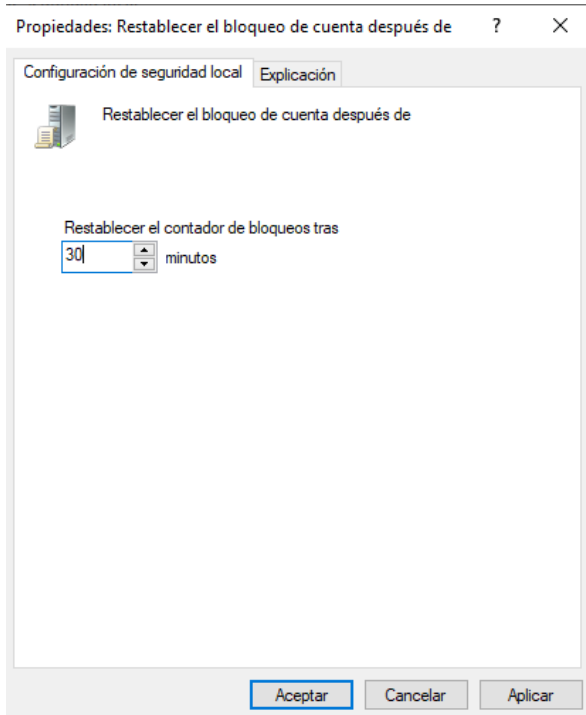 Propiedades: Restablecer el bloqueo de cuenta después de ? ×
Configuración de seguridad local Explicación
Restablecer el bloqueo de cuenta después de
Restablecer el contador de bloqueos tras
30 minutos
Aceptar Cancelar Aplicar